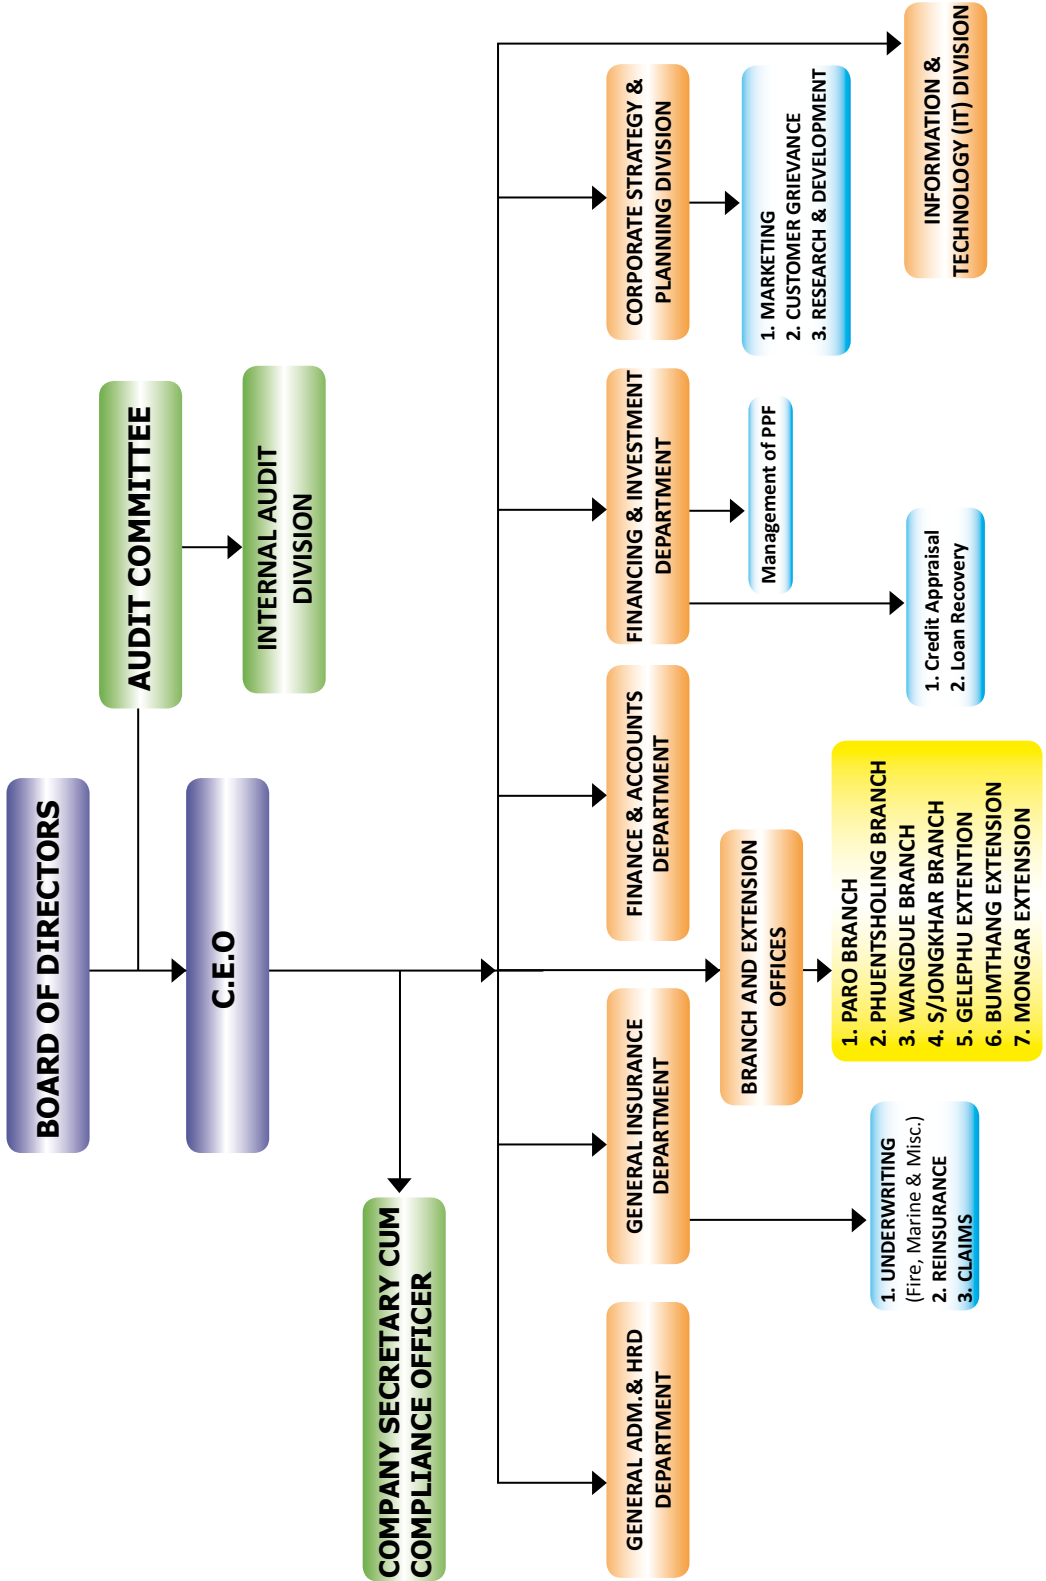 BOARD OF DIRECTORS
AUDIT COMMITTEE
C.E.O
INTERNAL AUDIT
DIVISION
COMPANY SECRETARY CUM
COMPLIANCE OFFICER
GENERAL ADM.& HRD
DEPARTMENT
GENERAL INSURANCE
DEPARTMENT
FINANCE & ACCOUNTS
DEPARTMENT
FINANCING & INVESTMENT
DEPARTMENT
CORPORATE STRATEGY &
PLANNING DIVISION
BRANCH AND EXTENSION
OFFICES
Management of PPF
1. MARKETING
2. CUSTOMER GRIEVANCE
3. RESEARCH & DEVELOPMENT
1. UNDERWRITING
(Fire, Marine & Misc.)
2. REINSURANCE
3. CLAIMS
1. PARO BRANCH
2. PHUENTSHOLING BRANCH
3. WANGDUE BRANCH
4. S/JONGKHAR BRANCH
5. GELEPHU EXTENTION
6. BUMTHANG EXTENSION
7. MONGAR EXTENSION
1. Credit Appraisal
2. Loan Recovery
INFORMATION &
TECHNOLOGY (IT) DIVISION